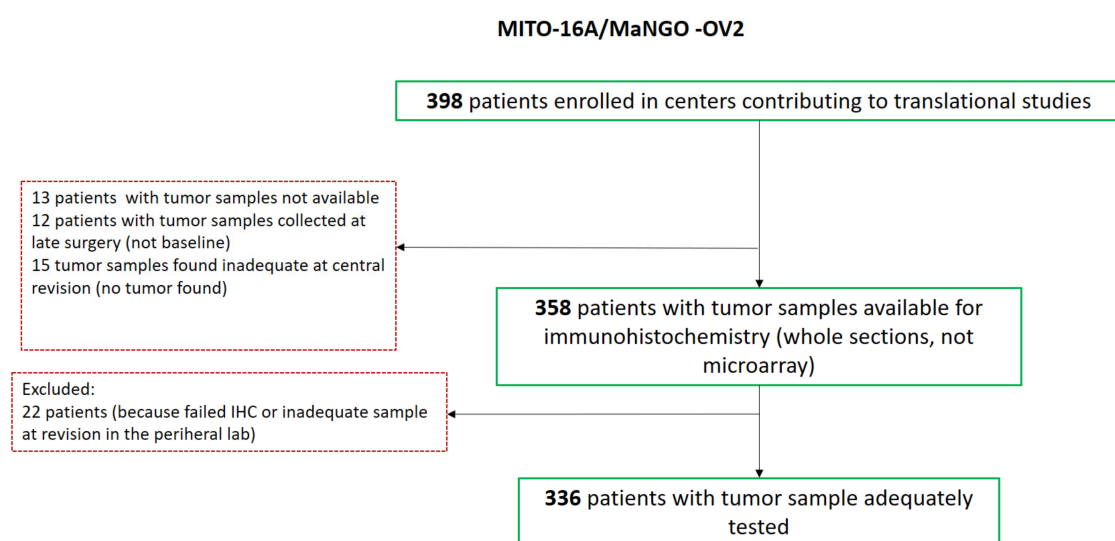 MITO-16A/MaNGO -OV2
398 patients enrolled in centers contributing to translational studies
13 patients with tumor samples not available
12 patients with tumor samples collected at
late surgery (not baseline)
15 tumor samples found inadequate at central
revision (no tumor found)
358 patients with tumor samples available for
immunohistochemistry (whole sections, not
microarray)
Excluded:
22 patients (because failed IHC or inadequate sample
at revision in the periheral lab)
336 patients with tumor sample adequately
tested